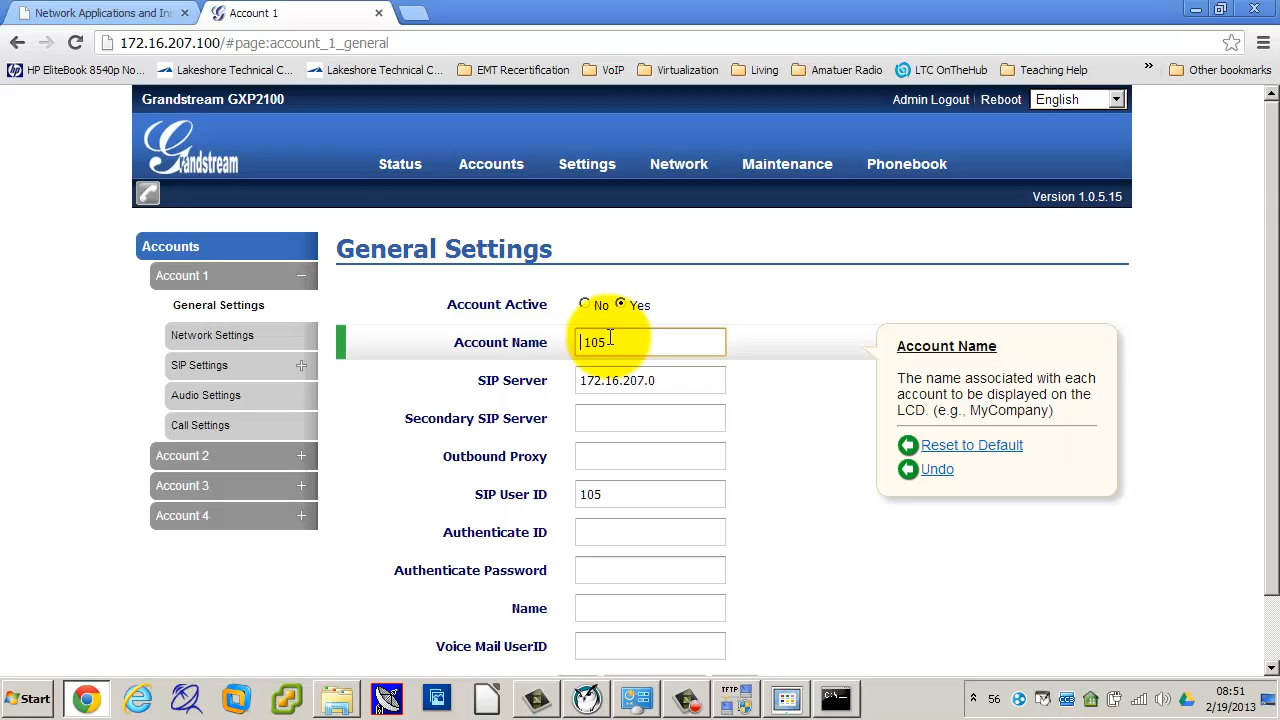 Network Applications and In
Account 1
172.16.207.100/#page:account_1_general
HP EliteBook 8540p No...
Lakeshore Technical C...
Lakeshore Technical C...
EMT Recertification
VoIP
Virtualization
Living
Amatuer Radio
LTC OnTheHub
Teaching Help
»
Other bookmarks
Grandstream GXP2100
Admin Logout
Reboot
English
Grandstream
Status
Accounts
Settings
Network
Maintenance
Phonebook
Version 1.0.5.15
Accounts
Account 1
General Settings
Network Settings
SIP Settings
Audio Settings
Call Settings
Account 2
Account 3
Account 4
General Settings
Account Active
No
Yes
Account Name
105
SIP Server
172.16.207.0
Secondary SIP Server
Outbound Proxy
SIP User ID
105
Authenticate ID
Authenticate Password
Name
Voice Mail UserID
Account Name
The name associated with each
account to be displayed on the
LCD. (e.g., MyCompany)
Reset to Default
Undo
Start
TFTP
56
08:51
2/19/2013